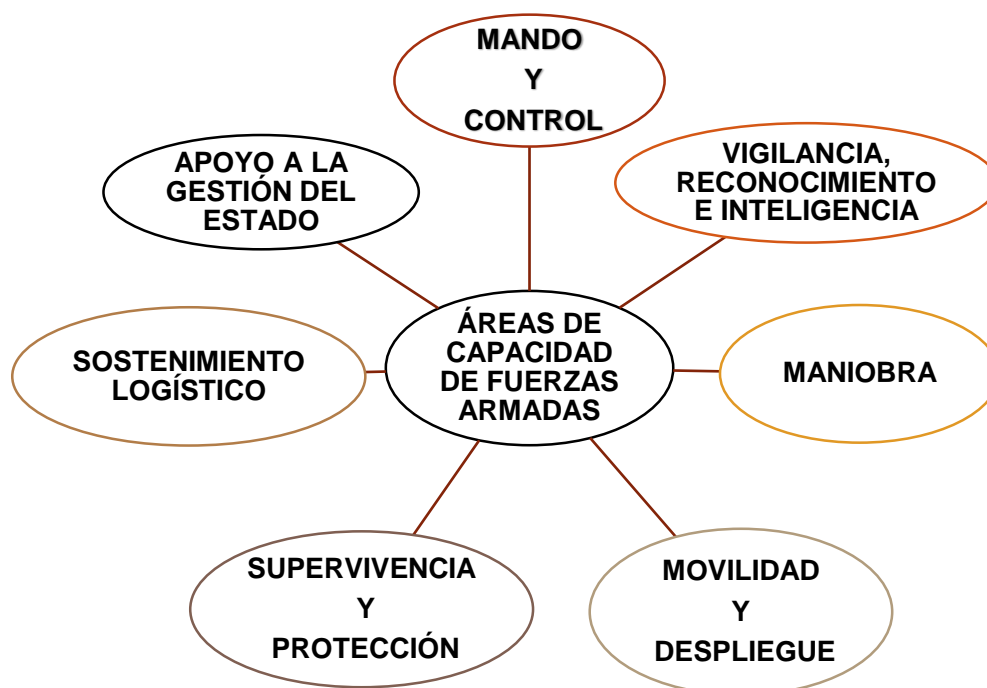 MANDO
Y
CONTROL
APOYO A LA
GESTIÓN DEL
ESTADO
VIGILANCIA,
RECONOCIMIENTO
E INTELIGENCIA
ÁREAS DE
CAPACIDAD
DE FUERZAS
ARMADAS
SOSTENIMIENTO
LOGÍSTICO
MANIOBRA
SUPERVIVENCIA
Y
PROTECCIÓN
MOVILIDAD
Y
DESPLIEGUE